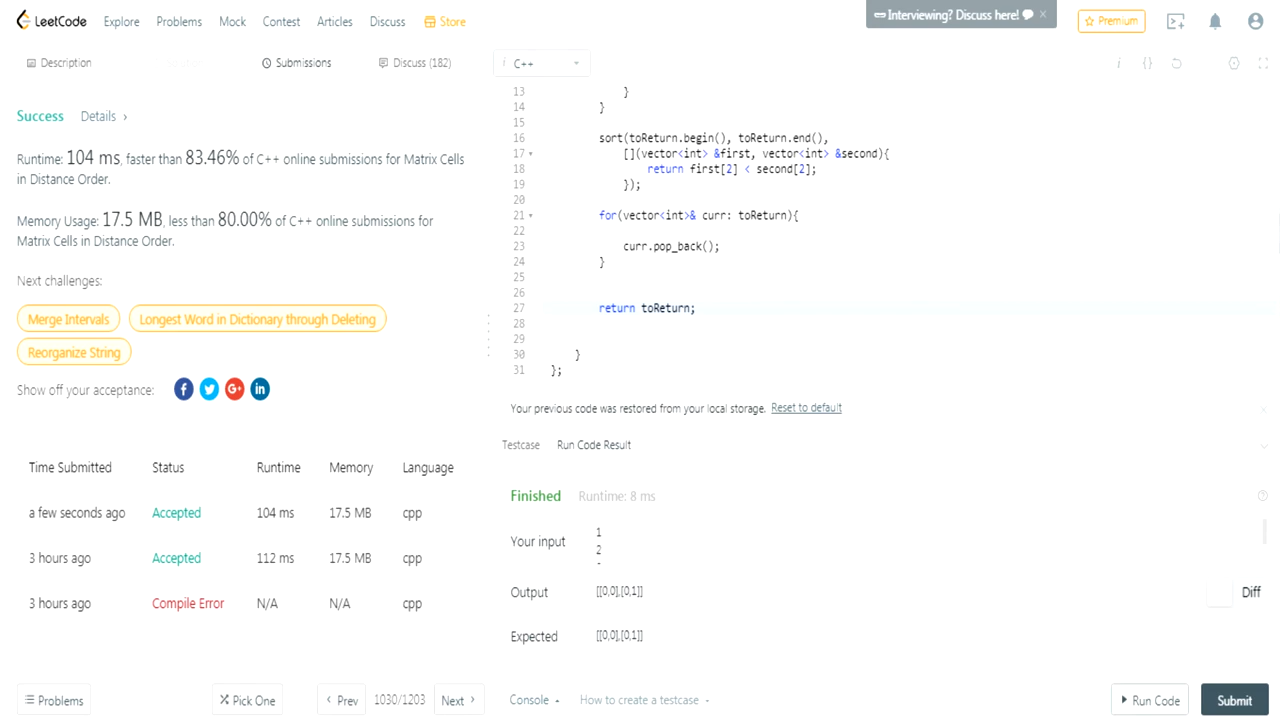 LeetCode Explore Problems Mock Contest Articles Discuss Store Interviewing? Discuss here! × Premium
Description Submissions Discuss (182) i C++ i {}
Success Details ›
Runtime: 104 ms, faster than 83.46% of C++ online submissions for Matrix Cells
in Distance Order.
Memory Usage: 17.5 MB, less than 80.00% of C++ online submissions for
Matrix Cells in Distance Order.
Next challenges:
Merge Intervals Longest Word in Dictionary through Deleting
Reorganize String
Show off your acceptance: f G+ in
Time Submitted Status Runtime Memory Language
a few seconds ago Accepted 104 ms 17.5 MB cpp
3 hours ago Accepted 112 ms 17.5 MB cpp
3 hours ago Compile Error N/A N/A cpp
Problems Pick One ‹ Prev 1030/1203 Next ›
13 }
14 }
15
16 sort(toReturn.begin(), toReturn.end(),
17 [](vector<int> &first, vector<int> &second){
18 return first[2] < second[2];
19 });
20
21 for(vector<int>& curr: toReturn){
22
23 curr.pop_back();
24 }
25
26
27 return toReturn;
28
29
30 }
31 };
Your previous code was restored from your local storage. Reset to default
Testcase Run Code Result
Finished Runtime: 8 ms
Your input 1
2
Output [[0,0],[0,1]] Diff
Expected [[0,0],[0,1]]
Console How to create a testcase Run Code Submit